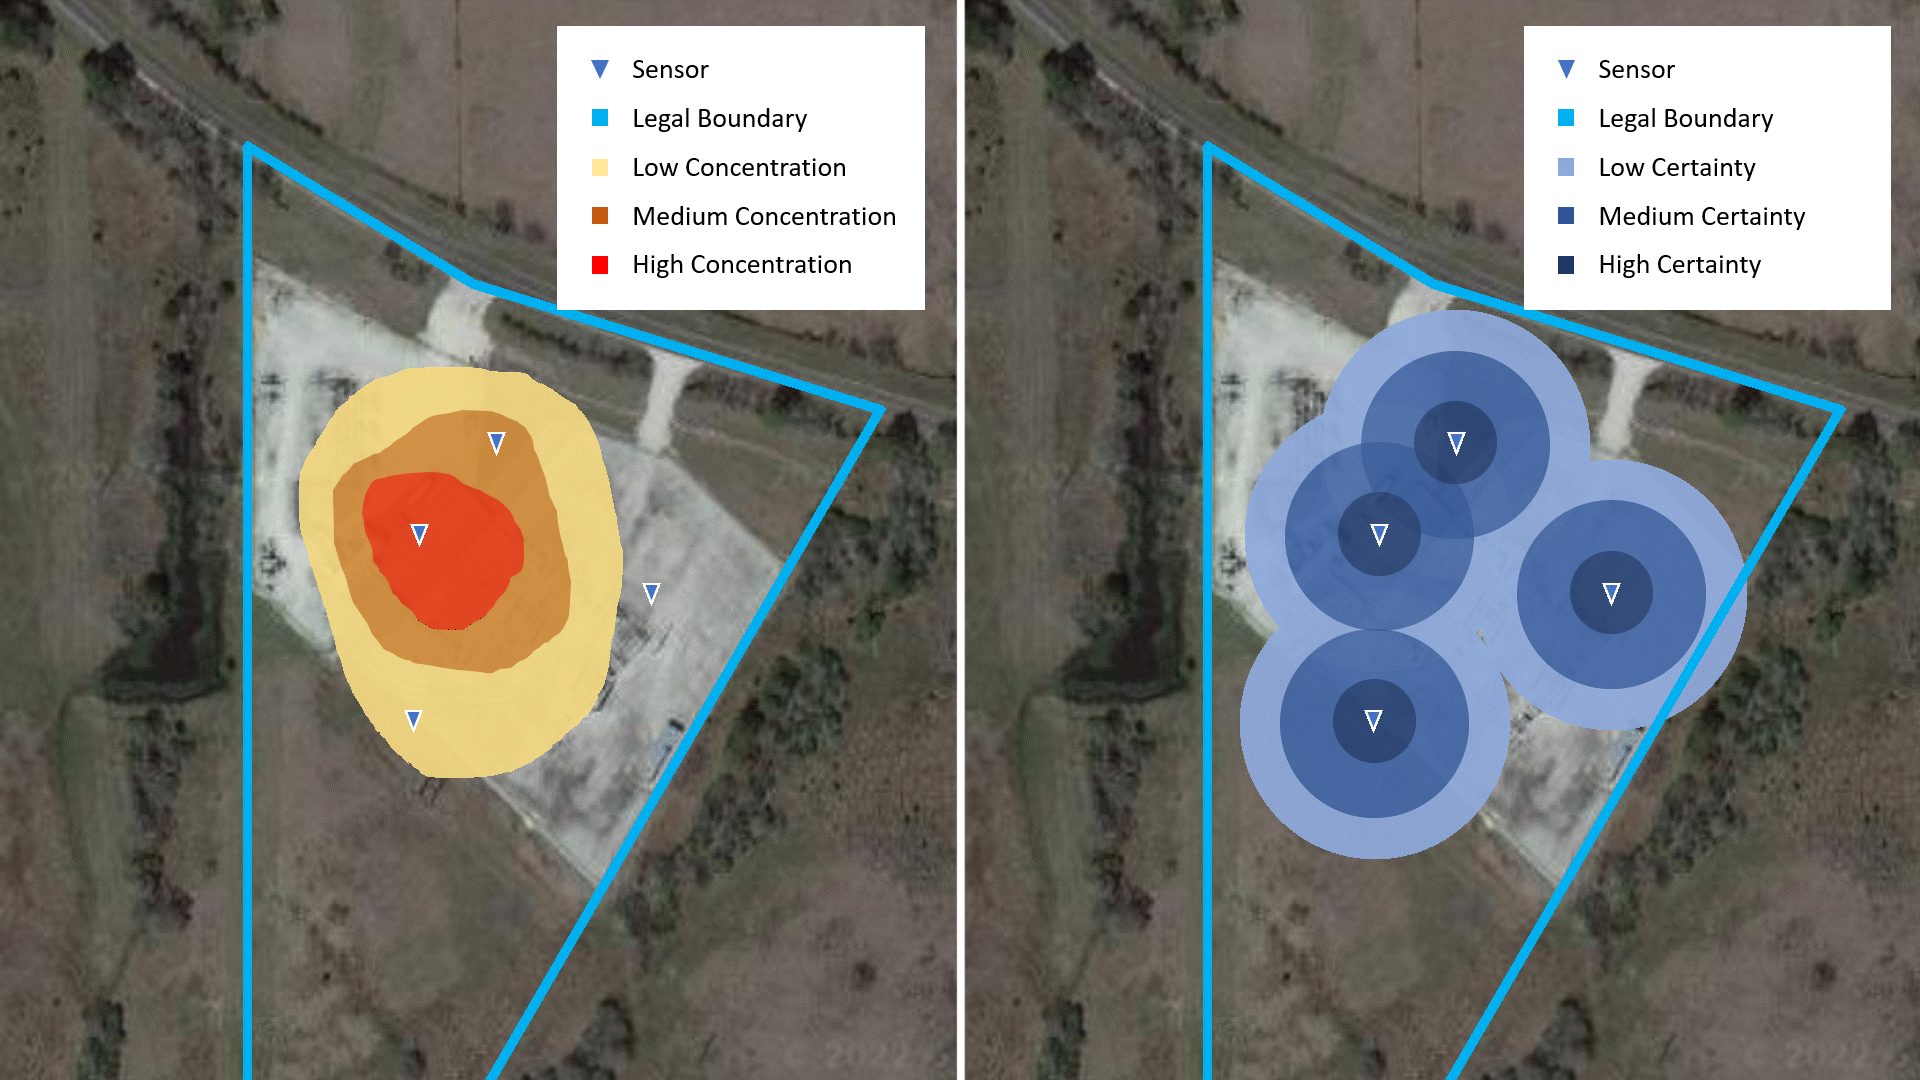 Sensor
Legal Boundary
Low Concentration
Medium Concentration
High Concentration
Sensor
Legal Boundary
Low Certainty
Medium Certainty
High Certainty